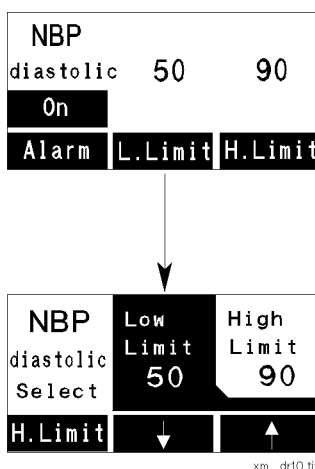 NBP
diastolic 50 90
On
Alarm L.Limit H.Limit
NBP Low High
diastolic Limit Limit
Select 50 90
H.Limit
xm_dr10.ti